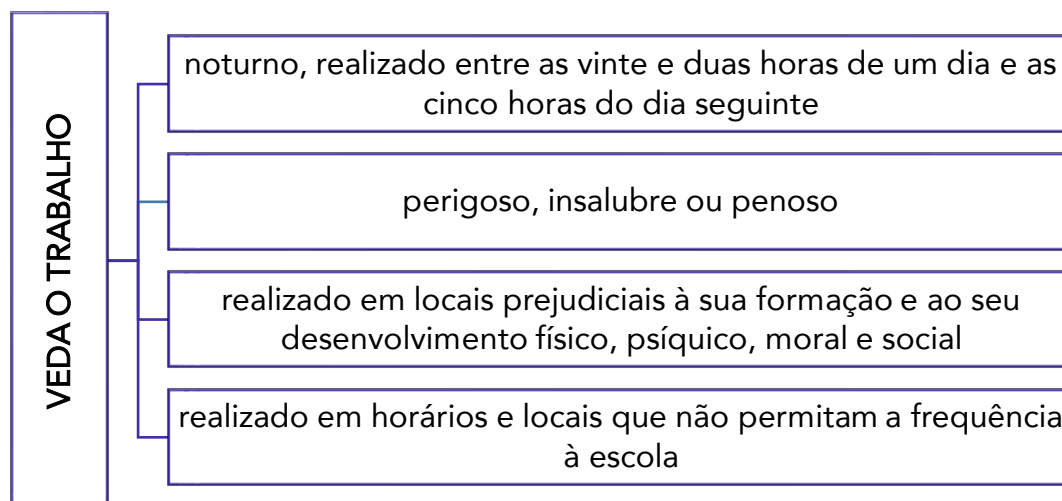 VEDA O TRABALHO
noturno, realizado entre as vinte e duas horas de um dia e as
cinco horas do dia seguinte
perigoso, insalubre ou penoso
realizado em locais prejudiciais à sua formação e ao seu
desenvolvimento físico, psíquico, moral e social
realizado em horários e locais que não permitam a frequência
à escola